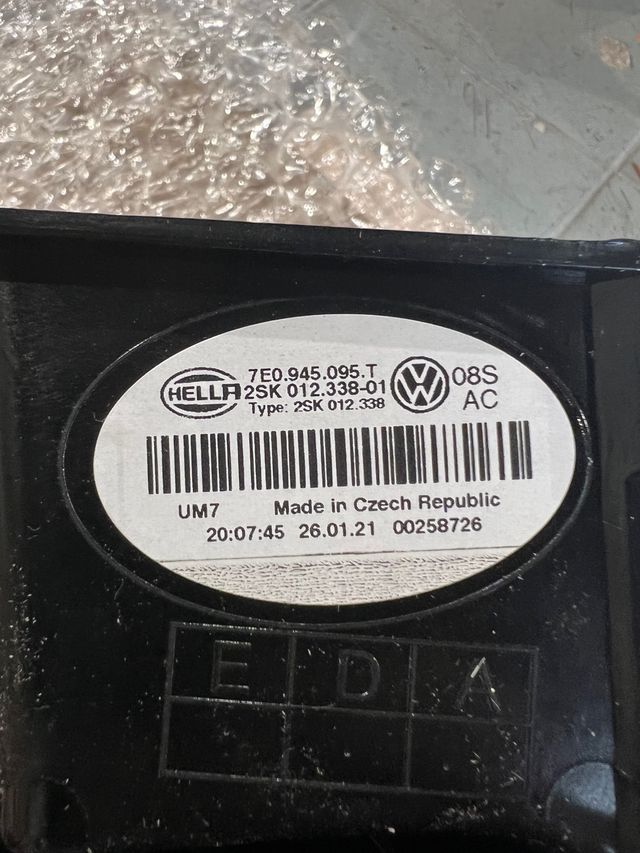 7E0.945.095.T
HELLA 2SK 012.338-01 VW 08S
Type: 2SK 012.338 AC
UM7 Made in Czech Republic
20:07:45 26.01.21 00258726
E D A